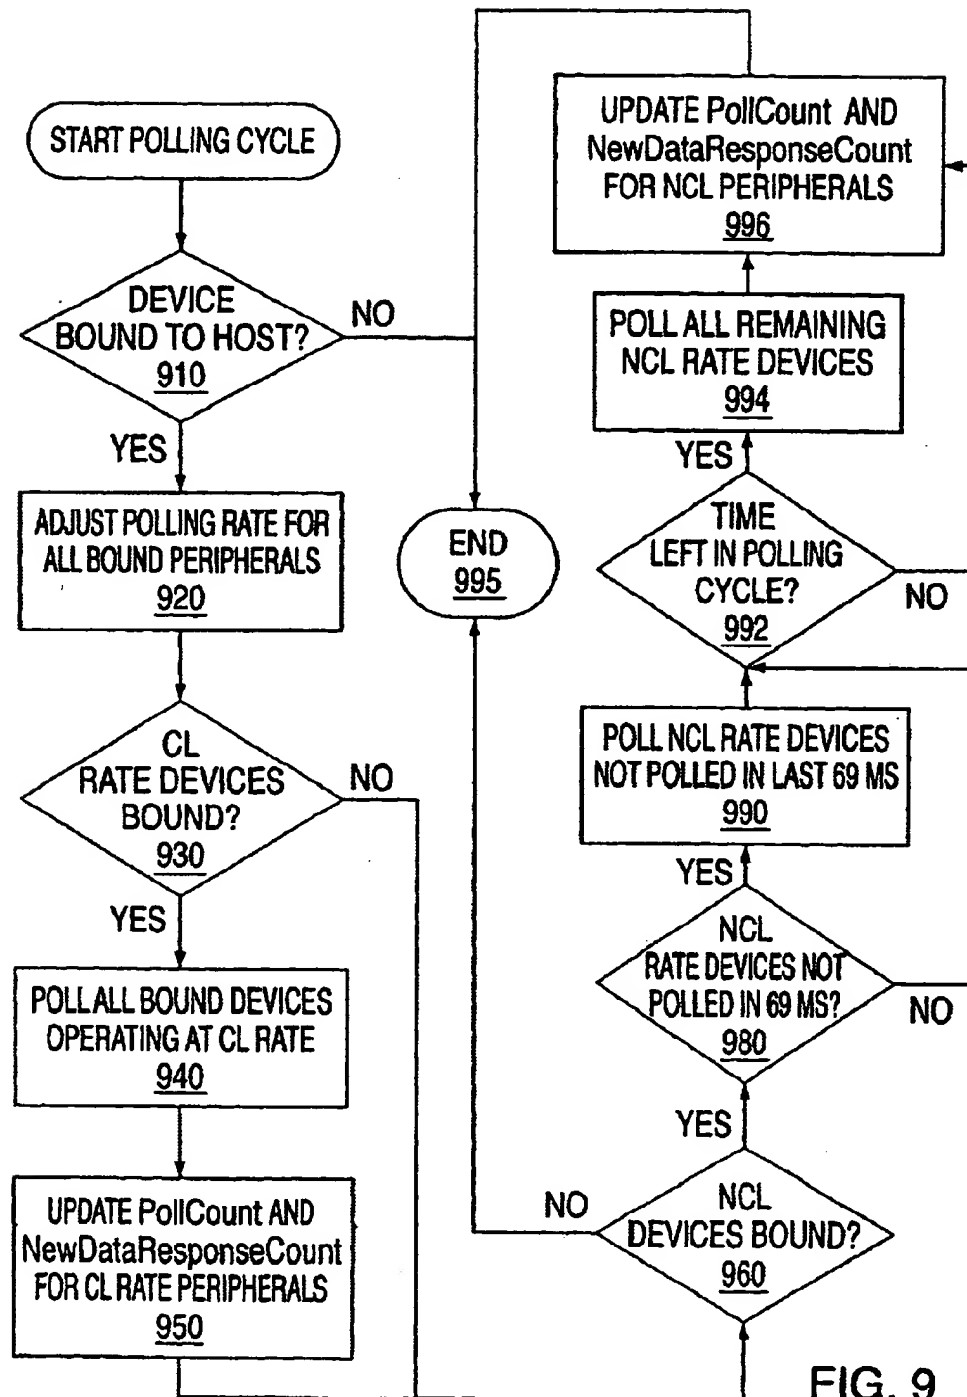 START POLLING CYCLE
DEVICE
BOUND TO HOST?
910
NO
YES
ADJUST POLLING RATE FOR
ALL BOUND PERIPHERALS
920
CL
RATE DEVICES
BOUND?
930
NO
YES
POLL ALL BOUND DEVICES
OPERATING AT CL RATE
940
UPDATE PollCount AND
NewDataResponseCount
FOR CL RATE PERIPHERALS
950
END
995
UPDATE PollCount AND
NewDataResponseCount
FOR NCL PERIPHERALS
996
POLL ALL REMAINING
NCL RATE DEVICES
994
YES
TIME
LEFT IN POLLING
CYCLE?
992
NO
POLL NCL RATE DEVICES
NOT POLLED IN LAST 69 MS
990
YES
NCL
RATE DEVICES NOT
POLLED IN 69 MS?
980
NO
YES
NCL
DEVICES BOUND?
960
NO
FIG. 9